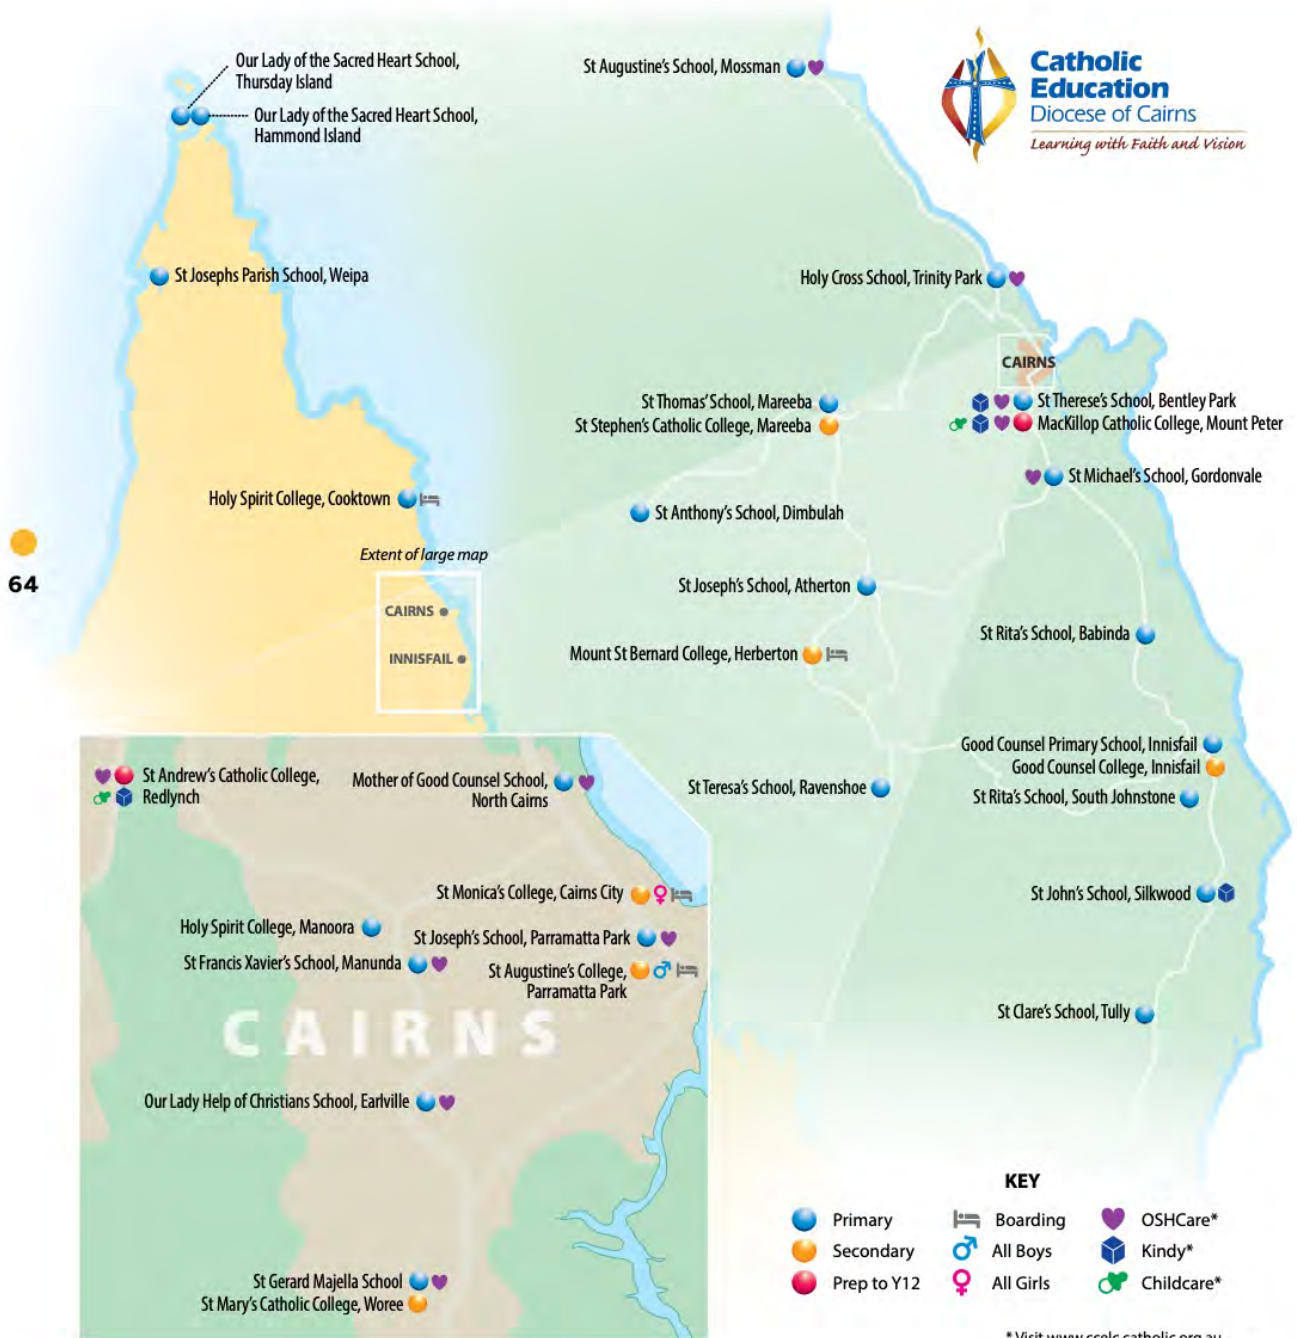 Our Lady of the Sacred Heart School,
Thursday Island
Our Lady of the Sacred Heart School,
Hammond Island
St Augustine's School, Mossman
Catholic
Education
Diocese of Cairns
Learning with Faith and Vision
St Josephs Parish School, Weipa
Holy Cross School, Trinity Park
CAIRNS
St Thomas' School, Mareeba
St Stephen's Catholic College, Mareeba
St Therese's School, Bentley Park
MacKillop Catholic College, Mount Peter
St Michael's School, Gordonvale
Holy Spirit College, Cooktown
St Anthony's School, Dimbulah
64
Extent of large map
CAIRNS
INNISFAIL
St Joseph's School, Atherton
St Rita's School, Babinda
Mount St Bernard College, Herberton
Good Counsel Primary School, Innisfail
Good Counsel College, Innisfail
St Teresa's School, Ravenshoe
St Rita's School, South Johnstone
St John's School, Silkwood
St Clare's School, Tully
St Andrew's Catholic College,
Redlynch
Mother of Good Counsel School,
North Cairns
St Monica's College, Cairns City
Holy Spirit College, Manoora
St Joseph's School, Parramatta Park
St Francis Xavier's School, Manunda
St Augustine's College,
Parramatta Park
CAIRNS
Our Lady Help of Christians School, Earlville
St Gerard Majella School
St Mary's Catholic College, Woree
KEY
Primary
Secondary
Prep to Y12
Boarding
All Boys
All Girls
OSHCare*
Kindy*
Childcare*
* Visit www.ccelc.catholic.org.au